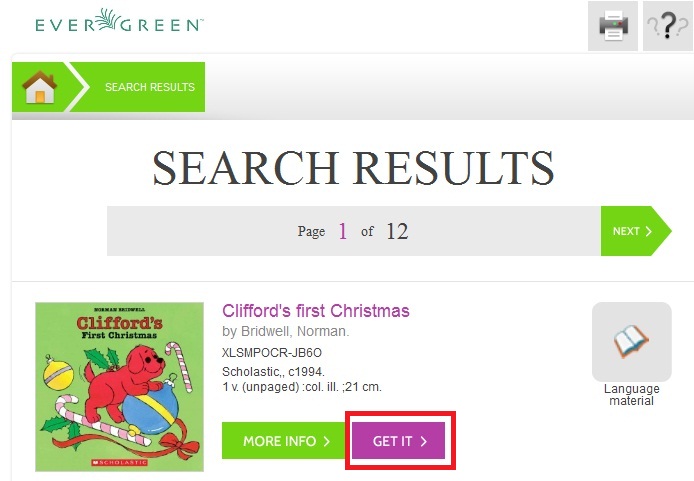 EVERGREEN™
SEARCH RESULTS
SEARCH RESULTS
Page 1 of 12
NEXT
NORMAN BRIDWELL
Clifford's
First Christmas
SCHOLASTIC
Clifford's first Christmas
by Bridwell, Norman.
XLSMPOCR-JB6O
Scholastic,, c1994.
1 v. (unpaged) :col. ill. ;21 cm.
MORE INFO
GET IT
Language
material